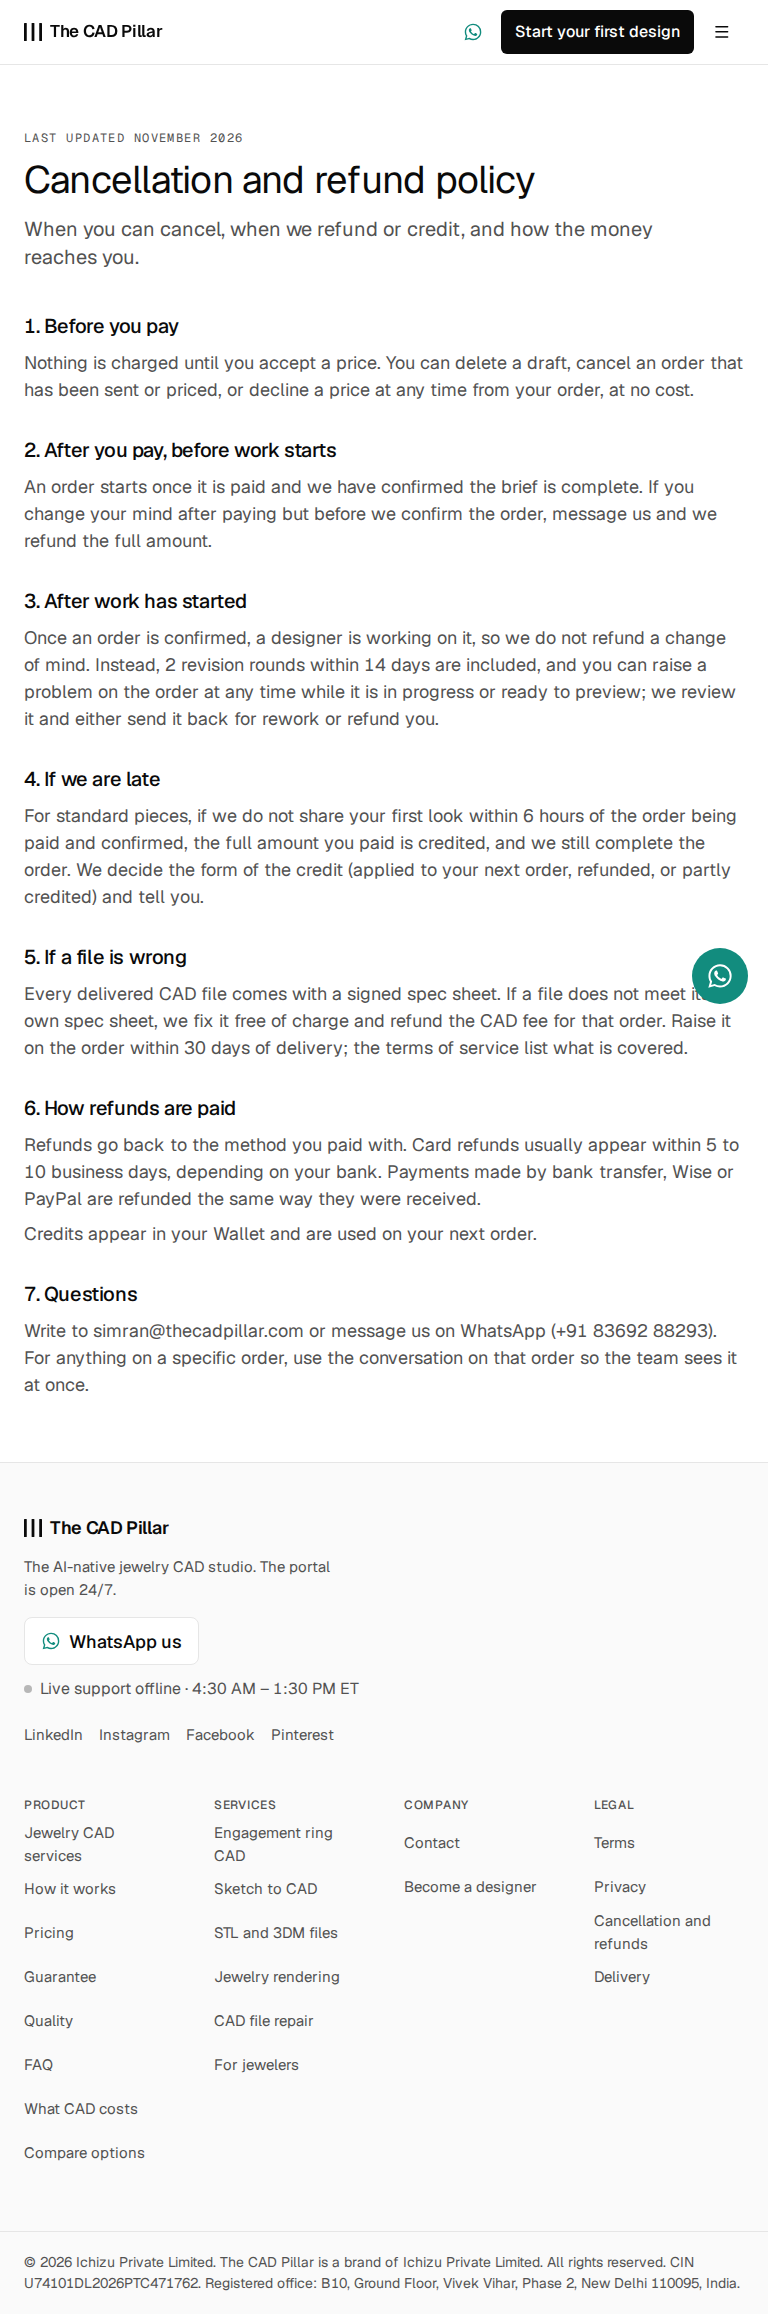 The CAD Pillar
Start your first design
LAST UPDATED NOVEMBER 2026
Cancellation and refund policy
When you can cancel, when we refund or credit, and how the money
reaches you.
1. Before you pay
Nothing is charged until you accept a price. You can delete a draft, cancel an order that
has been sent or priced, or decline a price at any time from your order, at no cost.
2. After you pay, before work starts
An order starts once it is paid and we have confirmed the brief is complete. If you
change your mind after paying but before we confirm the order, message us and we
refund the full amount.
3. After work has started
Once an order is confirmed, a designer is working on it, so we do not refund a change
of mind. Instead, 2 revision rounds within 14 days are included, and you can raise a
problem on the order at any time while it is in progress or ready to preview; we review
it and either send it back for rework or refund you.
4. If we are late
For standard pieces, if we do not share your first look within 6 hours of the order being
paid and confirmed, the full amount you paid is credited, and we still complete the
order. We decide the form of the credit (applied to your next order, refunded, or partly
credited) and tell you.
5. If a file is wrong
Every delivered CAD file comes with a signed spec sheet. If a file does not meet
own spec sheet, we fix it free of charge and refund the CAD fee for that order. Raise it
on the order within 30 days of delivery; the terms of service list what is covered.
6. How refunds are paid
Refunds go back to the method you paid with. Card refunds usually appear within 5 to
10 business days, depending on your bank. Payments made by bank transfer, Wise or
PayPal are refunded the same way they were received.
Credits appear in your Wallet and are used on your next order.
7. Questions
Write to simran@thecadpillar.com or message us on WhatsApp (+91 83692 88293).
For anything on a specific order, use the conversation on that order so the team sees it
at once.
The CAD Pillar
The AI-native jewelry CAD studio. The portal
is open 24/7.
WhatsApp us
Live support offline · 4:30 AM – 1:30 PM ET
LinkedIn Instagram Facebook Pinterest
PRODUCT
Jewelry CAD
services
How it works
Pricing
Guarantee
Quality
FAQ
What CAD costs
Compare options
SERVICES
Engagement ring
CAD
Sketch to CAD
STL and 3DM files
Jewelry rendering
CAD file repair
For jewelers
COMPANY
Contact
Become a designer
LEGAL
Terms
Privacy
Cancellation and
refunds
Delivery
© 2026 Ichizu Private Limited. The CAD Pillar is a brand of Ichizu Private Limited. All rights reserved. CIN
U74101DL2026PTC471762. Registered office: B10, Ground Floor, Vivek Vihar, Phase 2, New Delhi 110095, India.